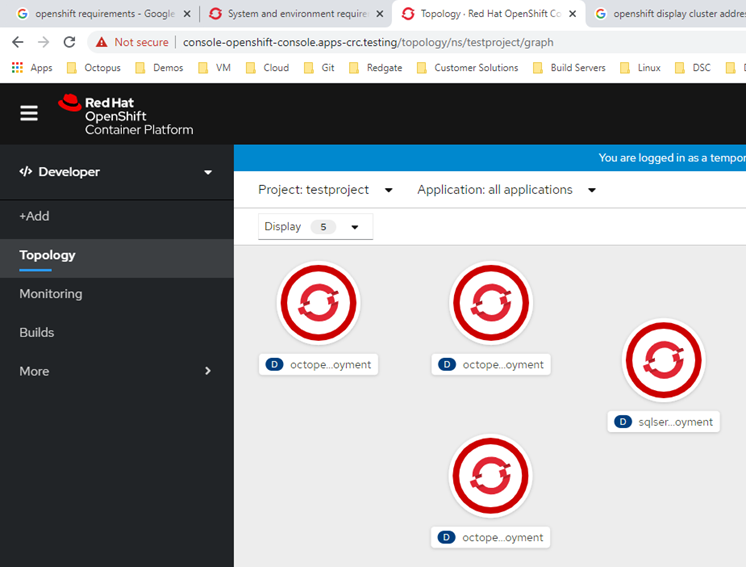 openshift requirements - Google
System and environment require
Topology · Red Hat OpenShift Co
openshift display cluster addre
Not secure
console-openshift-console.apps-crc.testing/topology/ns/testproject/graph
Apps
Octopus
Demos
VM
Cloud
Git
Redgate
Customer Solutions
Build Servers
Linux
DSC
Red Hat
OpenShift
Container Platform
You are logged in as a tempor
Developer
+Add
Topology
Monitoring
Builds
More
Project: testproject
Application: all applications
Display 5
D octope...oyment
D octope...oyment
D sqlser...oyment
D octope...oyment